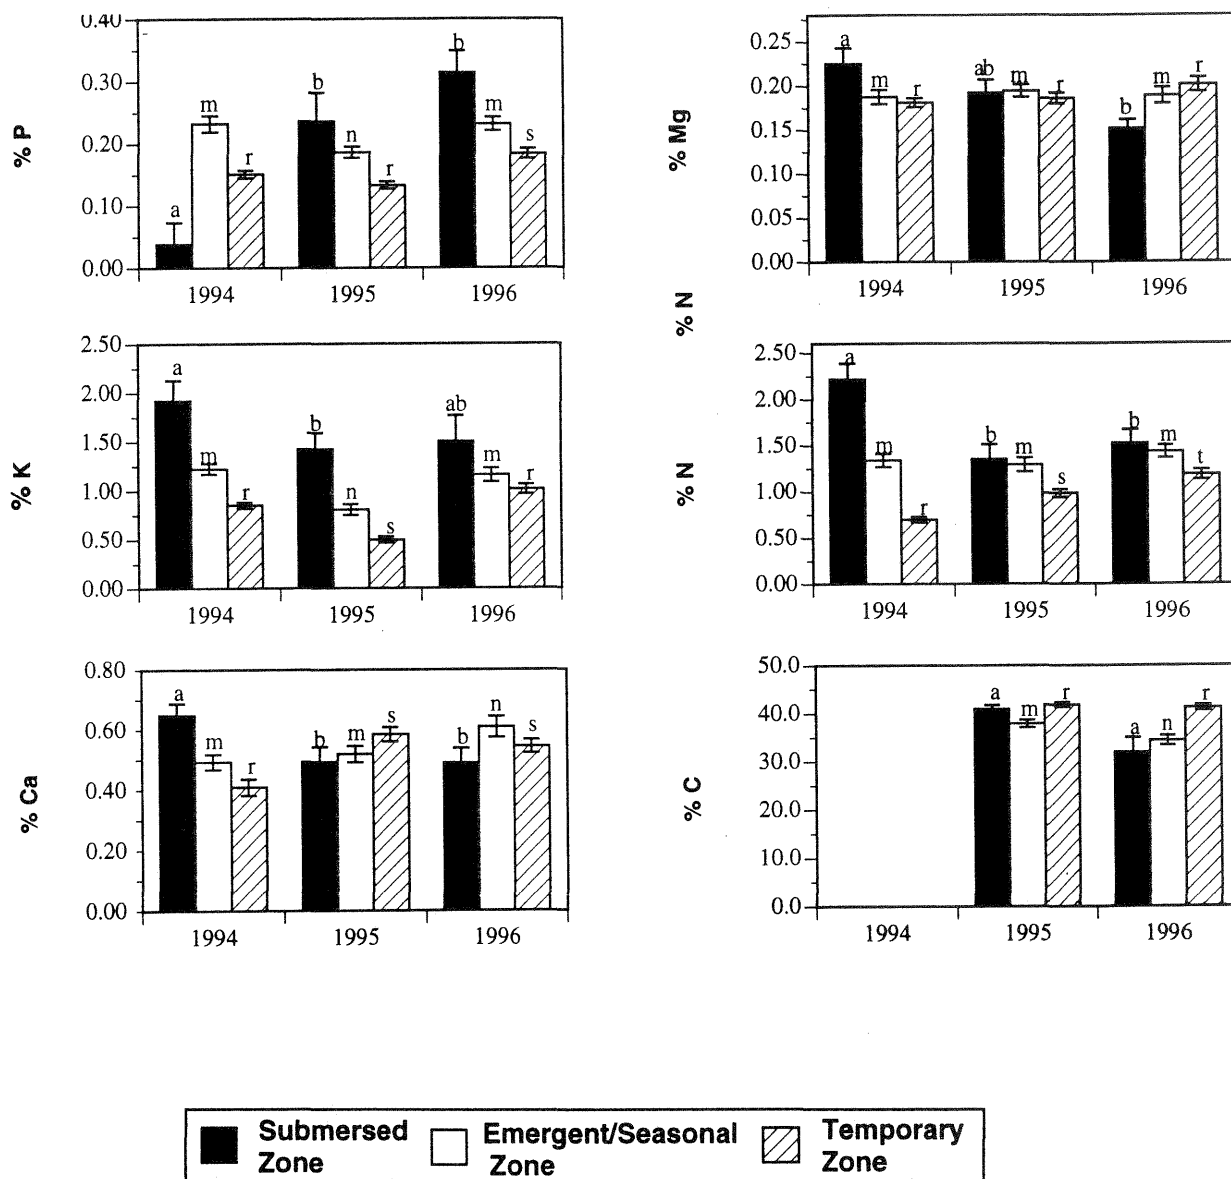 0.40
0.30
0.20
0.10
0.00
% P
a
m
r
b
n
r
b
m
s
1994
1995
1996
0.25
0.20
0.15
0.10
0.05
0.00
% Mg
a
m
r
ab
m
r
b
m
r
1994
1995
1996
% N
2.50
2.00
1.50
1.00
0.50
0.00
% K
a
m
r
b
n
s
ab
m
r
1994
1995
1996
2.50
2.00
1.50
1.00
0.50
0.00
% N
a
m
r
b
m
s
b
m
t
1994
1995
1996
0.80
0.60
0.40
0.20
0.00
% Ca
a
m
r
b
m
s
b
n
s
1994
1995
1996
50.0
40.0
30.0
20.0
10.0
0.0
% C
a
m
r
a
n
r
1994
1995
1996
Submersed Zone
Emergent/Seasonal Zone
Temporary Zone